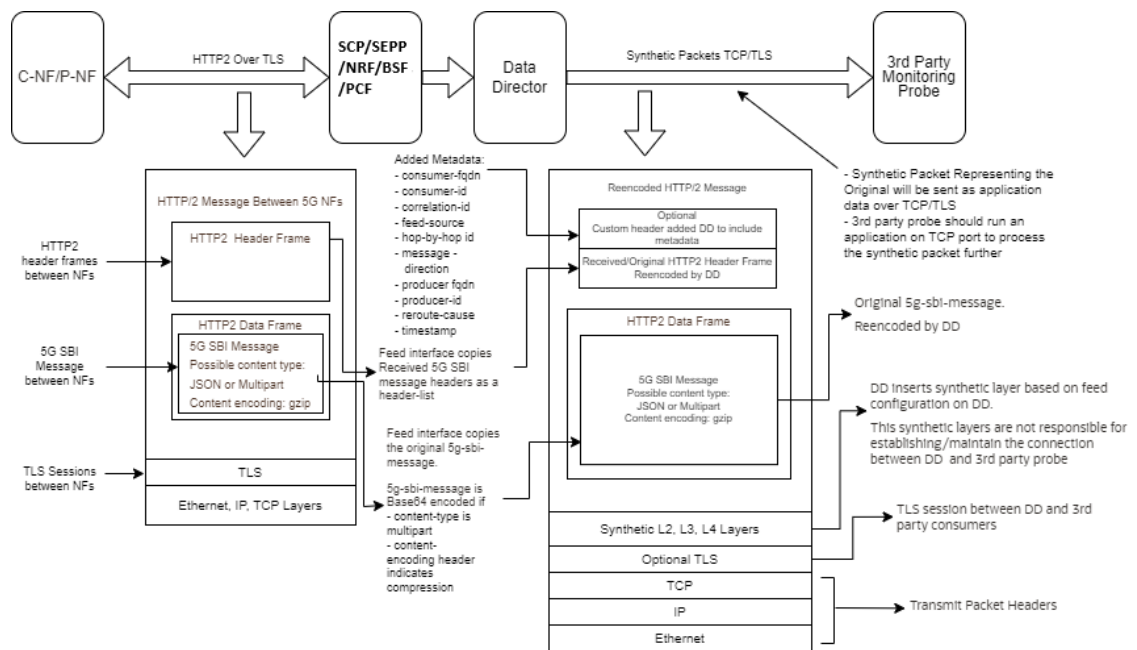 C-NF/P-NF
HTTP2 Over TLS
SCP/SEPP
/NRF/BSF
/PCF
Data
Director
Synthetic Packets TCP/TLS
3rd Party
Monitoring
Probe
HTTP/2 Message Between 5G NFs
HTTP2 Header Frame
HTTP2
header frames
between NFs
HTTP2 Data Frame
5G SBI Message
Possible content type:
JSON or Multipart
Content encoding: gzip
5G SBI
Message
between NFs
TLS Sessions
between NFs
TLS
Ethernet, IP, TCP Layers
Added Metadata:
- consumer-fqdn
- consumer-id
- correlation-id
- feed-source
- hop-by-hop id
- message -
direction
- producer fqdn
- producer-id
- reroute-cause
- timestamp
Feed interface copies
Received 5G SBI
message headers as a
header-list
Feed interface copies
the original 5g-sbi-
message.
5g-sbi-message is
Base64 encoded if
- content-type is
multipart
- content-
encoding header
indicates
compression
Reencoded HTTP/2 Message
Optional
Custom header added DD to include
metadata
Received/Original HTTP2 Header Frame
Reencoded by DD
HTTP2 Data Frame
5G SBI Message
Possible content type:
JSON or Multipart
Content encoding: gzip
Synthetic L2, L3, L4 Layers
Optional TLS
TCP
IP
Ethernet
- Synthetic Packet Representing the
Original will be sent as application
data over TCP/TLS
- 3rd party probe should run an
application on TCP port to process
the synthetic packet further
Original 5g-sbi-message.
Reencoded by DD
DD inserts synthetic layer based on feed
configuration on DD.
This synthetic layers are not responsible for
establishing/maintain the connection
between DD and 3rd party probe
TLS session between DD and 3rd
party consumers
Transmit Packet Headers